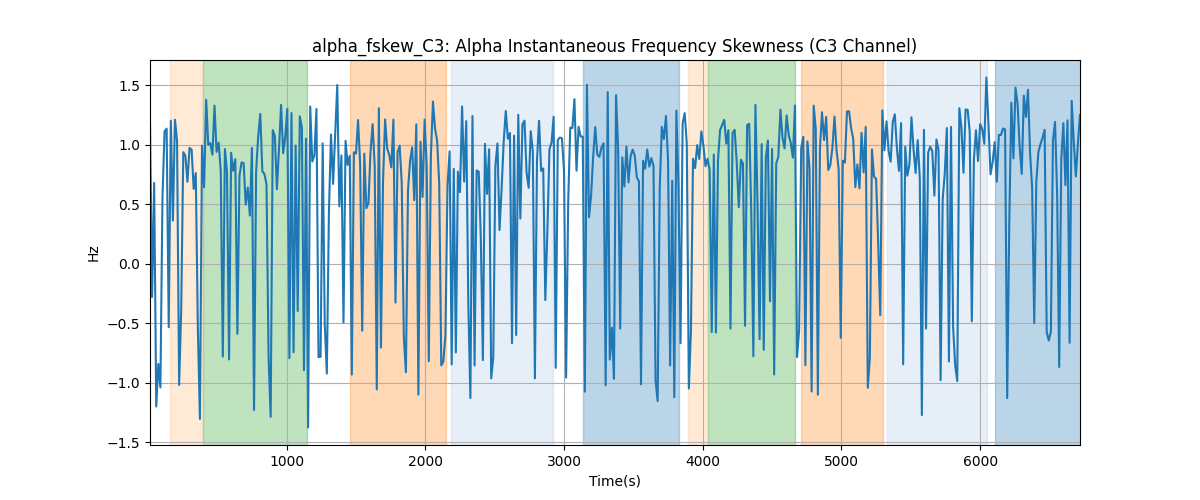 alpha_fskew_C3: Alpha Instantaneous Frequency Skewness (C3 Channel)
1.5
1.0
0.5
0.0
−0.5
−1.0
−1.5
Hz
1000 2000 3000 4000 5000 6000
Time(s)